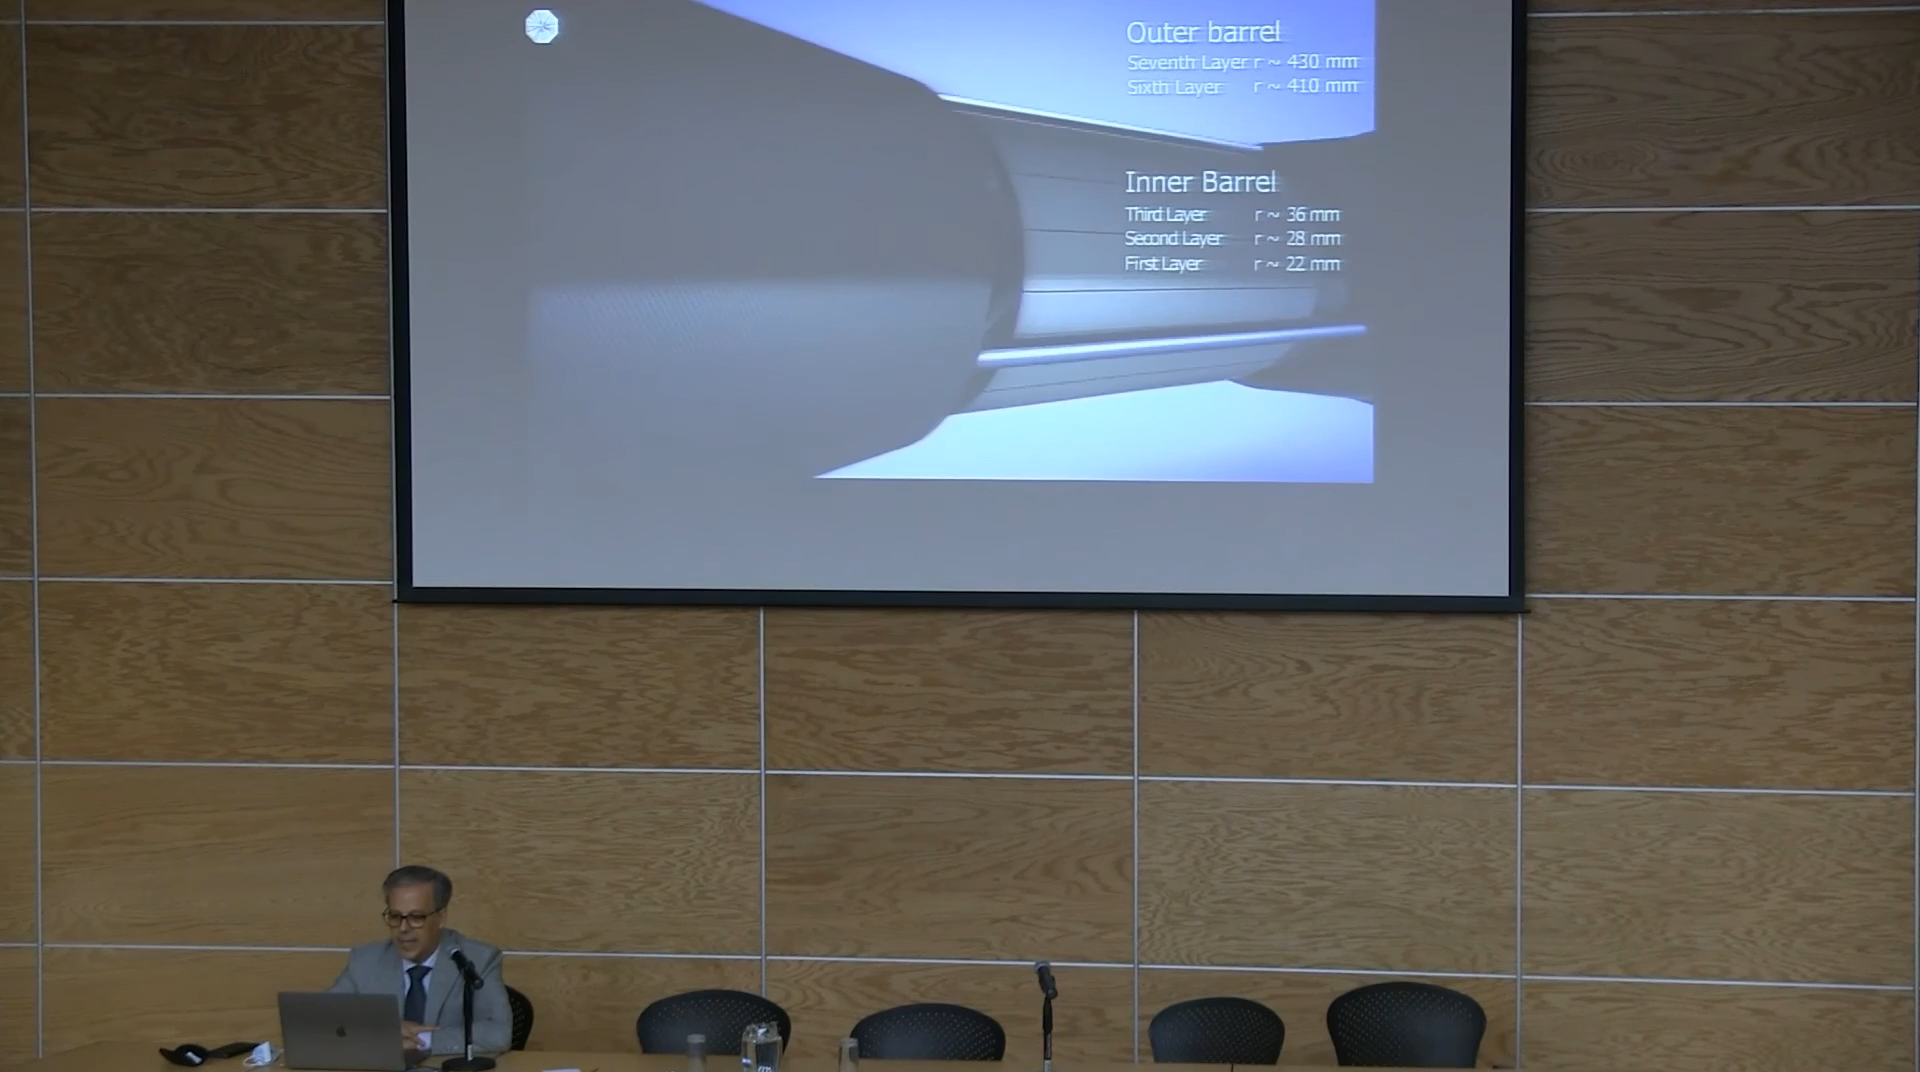 Outer barrel
Seventh Layer r ~ 430 mm
Sixth Layer r ~ 410 mm
Inner Barrel
Third Layer r ~ 36 mm
Second Layer r ~ 28 mm
First Layer r ~ 22 mm